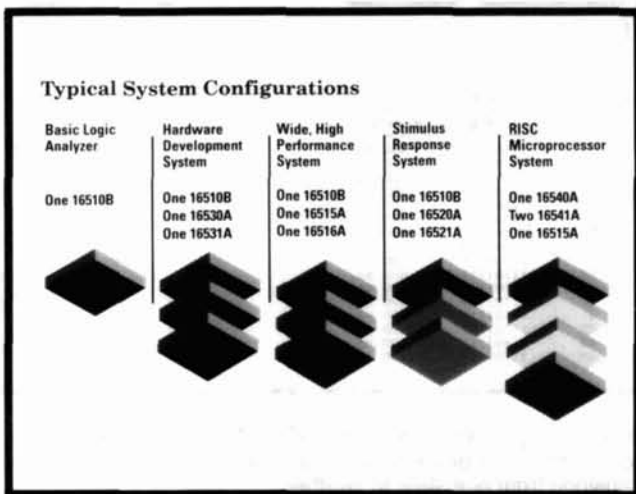 Typical System Configurations
Basic Logic
Analyzer
One 16510B
Hardware
Development
System
One 16510B
One 16530A
One 16531A
Wide, High
Performance
System
One 16510B
One 16515A
One 16516A
Stimulus
Response
System
One 16510B
One 16520A
One 16521A
RISC
Microprocessor
System
One 16540A
Two 16541A
One 16515A